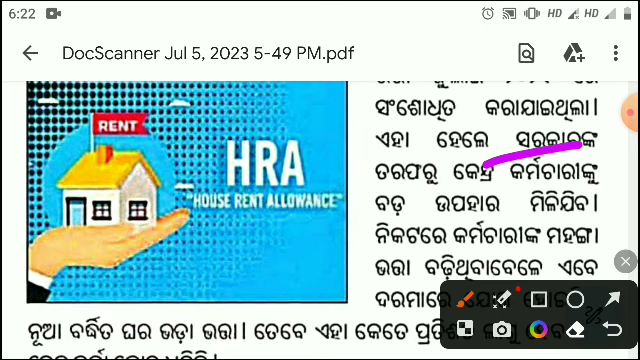 6:22
HD HD
DocScanner Jul 5, 2023 5-49 PM.pdf
RENT
HRA
"HOUSE RENT ALLOWANCE"
ସଂଶୋଧିତ କରାଯାଇଥିଲା।
ଏହା ହେଲେ ସରକାରଙ୍କ
ତରଫରୁ କେନ୍ଦ୍ର କର୍ମଚାରୀଙ୍କୁ
ବଡ଼ ଉପହାର ମିଳିଯିବ।
ନିକଟରେ କର୍ମଚାରୀଙ୍କ ମହଙ୍ଗା
ଭତ୍ତା ବଢ଼ିଥିବାବେଳେ ଏବେ
ଦରମାରେ
ନୂଆ ବର୍ଦ୍ଧିତ ଘର ଭଡ଼ା ଭତ୍ତା। ତେବେ ଏହା କେତେ ପ୍ରତିଶତ